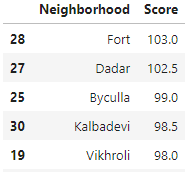 Neighborhood Score
28 Fort 103.0
27 Dadar 102.5
25 Byculla 99.0
30 Kalbadevi 98.5
19 Vikhroli 98.0